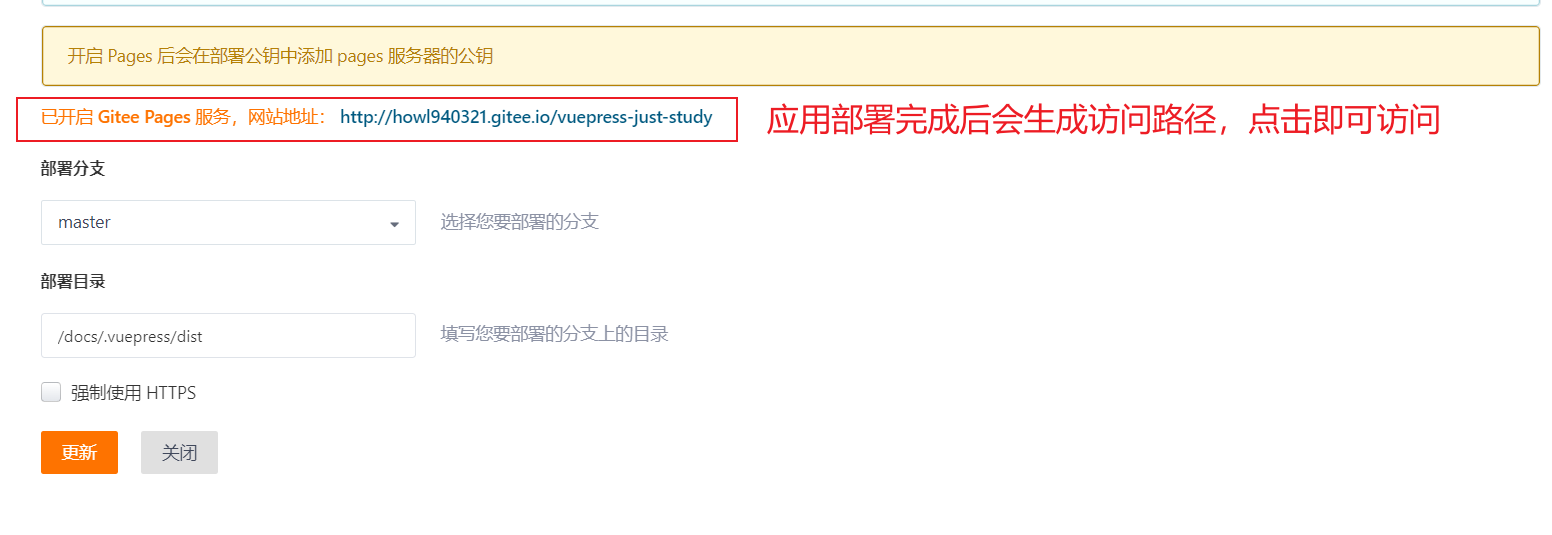 开启 Pages 后会在部署公钥中添加 pages 服务器的公钥
已开启 Gitee Pages 服务，网站地址： http://howl940321.gitee.io/vuepress-just-study
应用部署完成后会生成访问路径，点击即可访问
部署分支
master
选择您要部署的分支
部署目录
/docs/.vuepress/dist
填写您要部署的分支上的目录
强制使用 HTTPS
更新
关闭